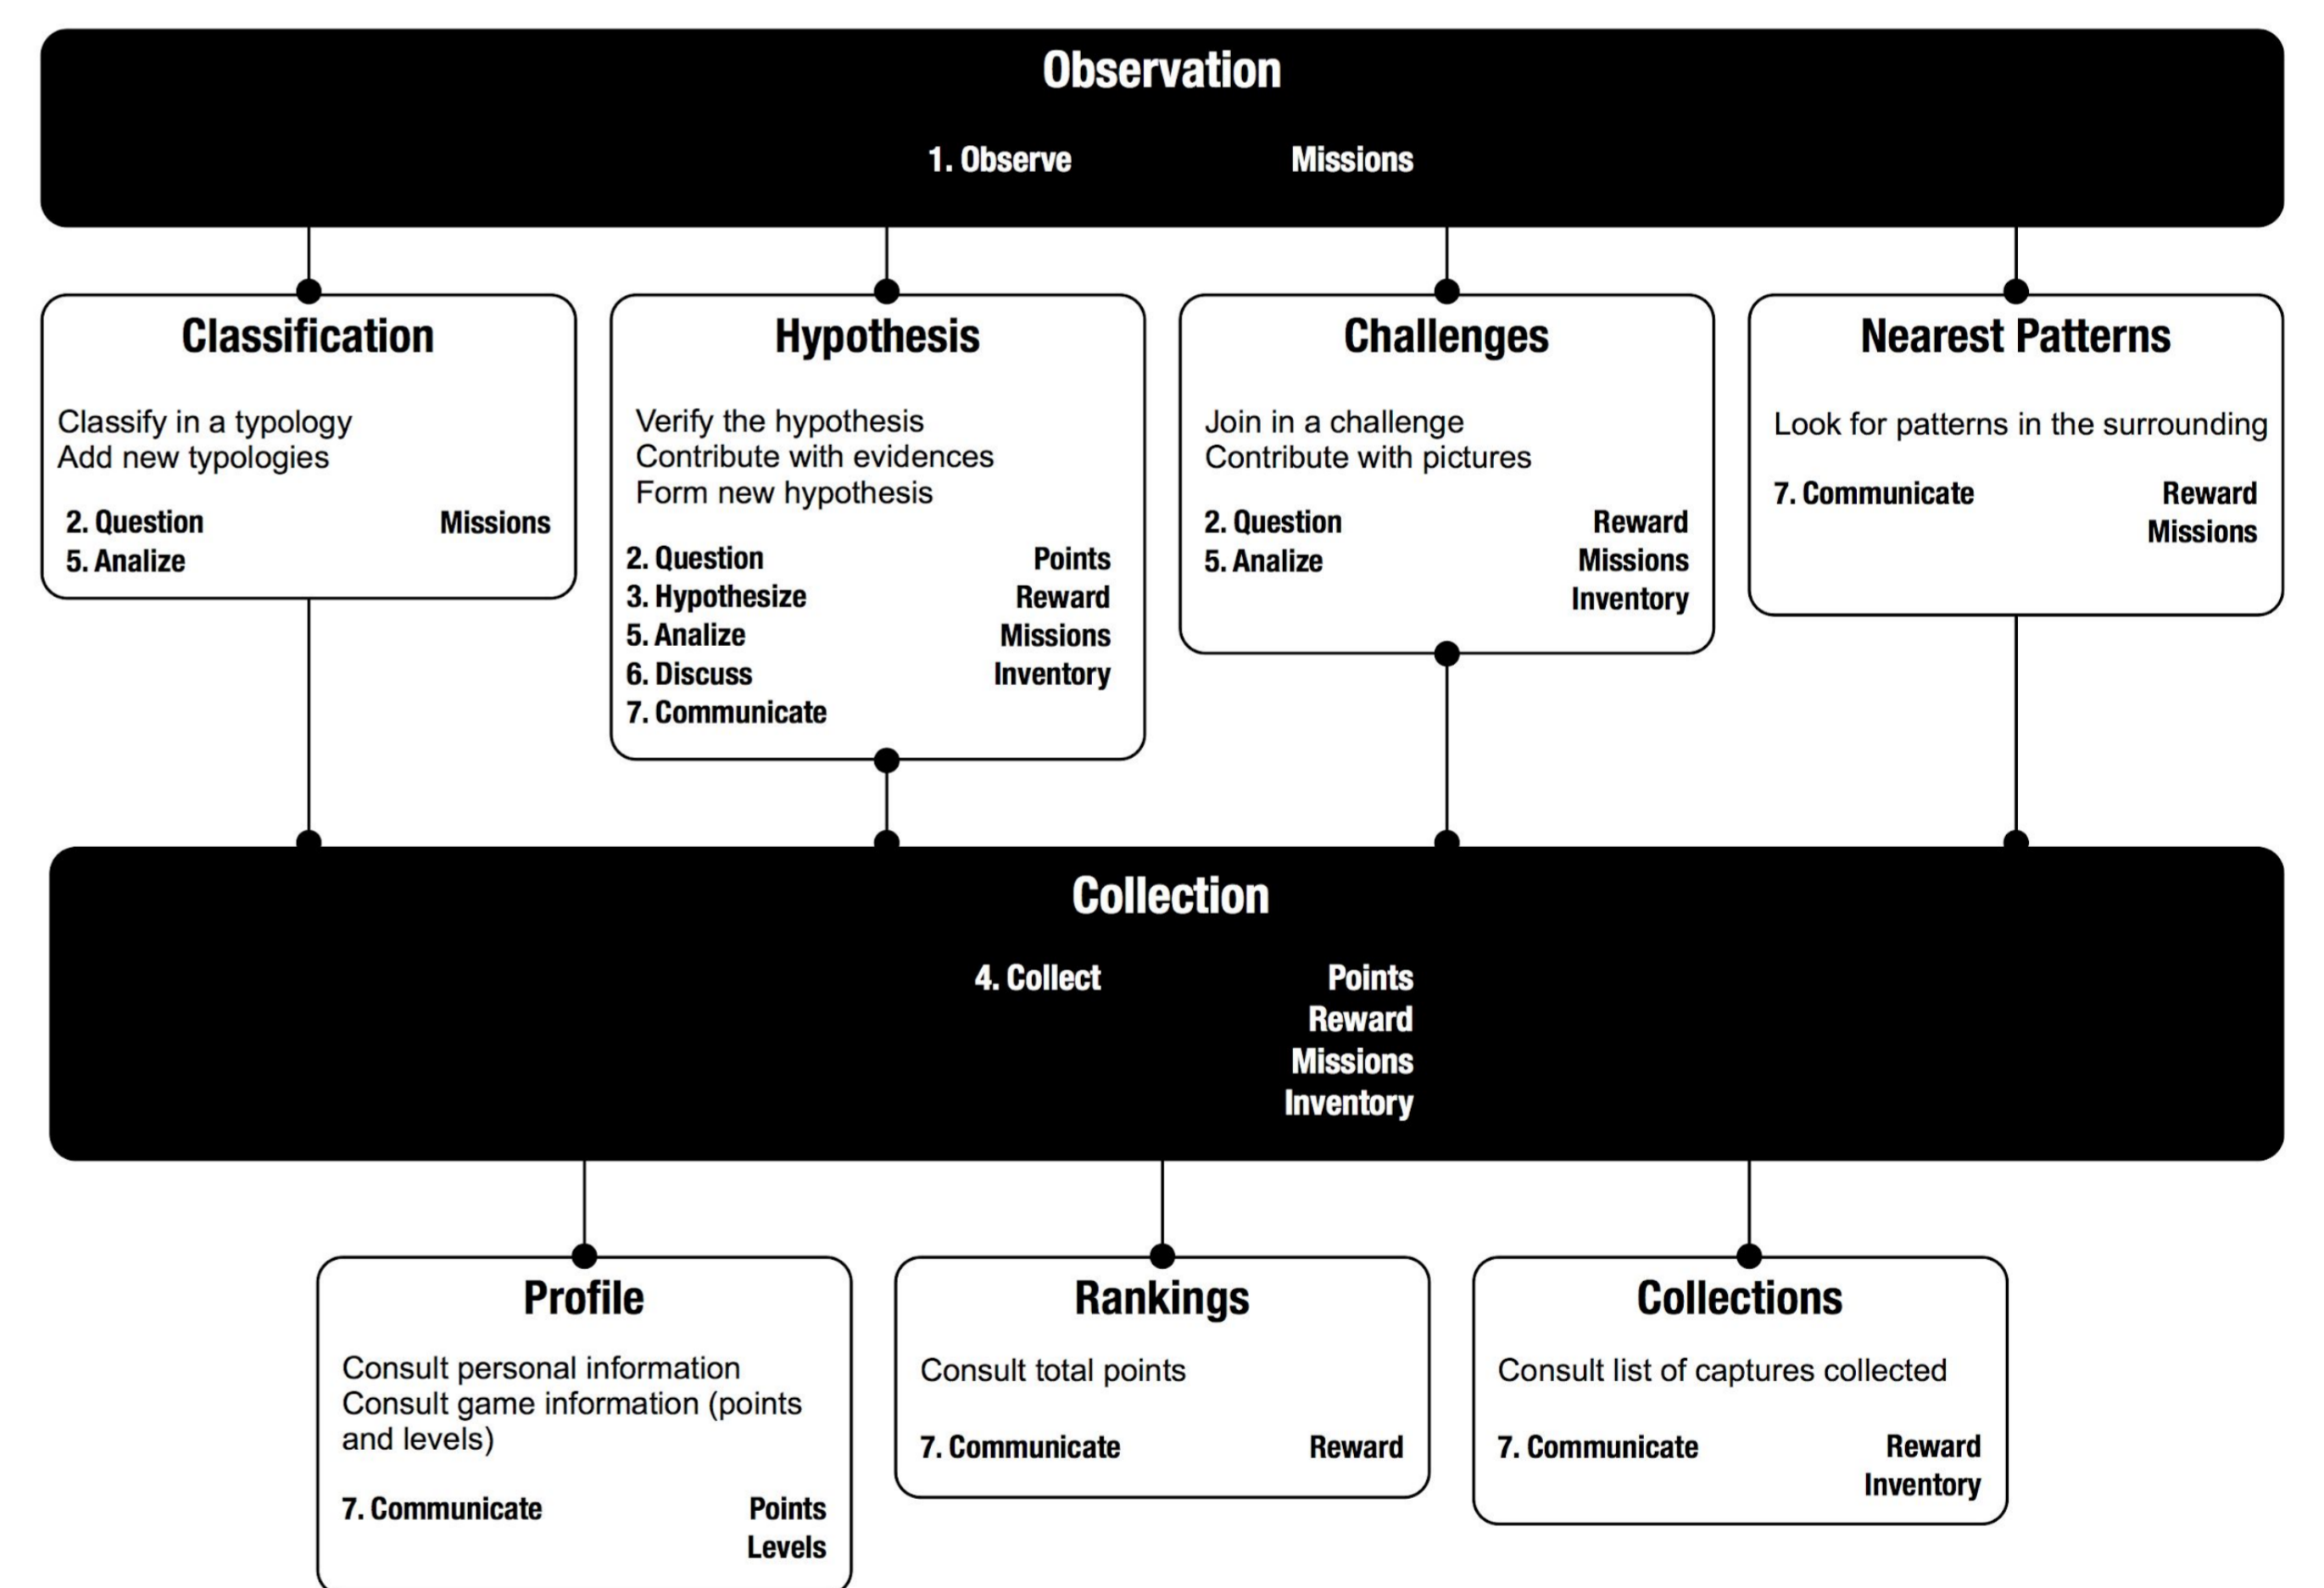 Observation
1. Observe Missions
Classification
Classify in a typology
Add new typologies
2. Question Missions
5. Analize
Hypothesis
Verify the hypothesis
Contribute with evidences
Form new hypothesis
2. Question Points
3. Hypothesize Reward
5. Analize Missions
6. Discuss Inventory
7. Communicate
Challenges
Join in a challenge
Contribute with pictures
2. Question Reward
5. Analize Missions
Inventory
Nearest Patterns
Look for patterns in the surrounding
7. Communicate Reward
Missions
Collection
4. Collect Points
Reward
Missions
Inventory
Profile
Consult personal information
Consult game information (points
and levels)
7. Communicate Points
Levels
Rankings
Consult total points
7. Communicate Reward
Collections
Consult list of captures collected
7. Communicate Reward
Inventory